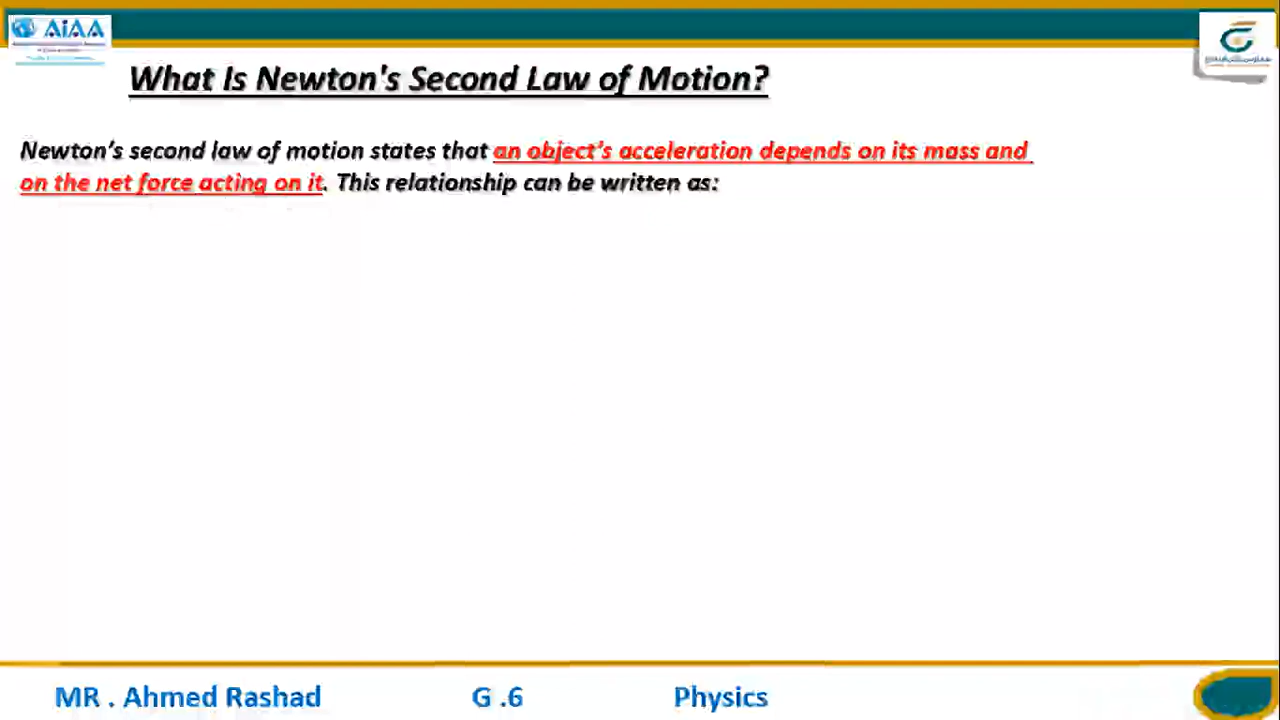 AiAA
What Is Newton's Second Law of Motion?
Newton’s second law of motion states that an object’s acceleration depends on its mass and
on the net force acting on it. This relationship can be written as:
MR . Ahmed Rashad G .6 Physics